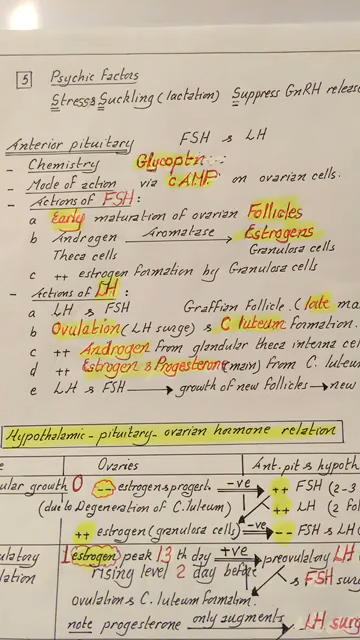 5 Psychic Factors
Stress & Suckling (lactation) Suppress GnRH releas
Anterior pituitary FSH & LH
- Chemistry Glycoptn
- Mode of action via cAMP on ovarian cells.
- Actions of FSH:
a Early maturation of ovarian Follicles
b Androgen Aromatase → Estrogens
Theca cells Granulosa cells
c ++ estrogen formation by Granulosa cells
- Actions of LH:
a LH & FSH Graffian Follicle. (late ma
b Ovulation (LH surge) & C luteum formation.
c ++ Androgen from glandular theca interna cel
d ++ Estrogen & Progesterone (main) from C. luteum
e LH & FSH → growth of new follicles → new
Hypothalamic-pituitary-ovarian hormone relation
e Ovaries Ant. pit & hypoth
ular growth 0 -- estrogen & progest. -ve ++ FSH (2-3
(due to Degeneration of C. luteum) ++ LH (2 fol
++ estrogen (granulosa cells) -ve -- FSH & LH (
ulatory 1 estrogen peak 13 th day +ve preovulatory LH
lation rising level 2 day before & FSH sur
ovulation & C. luteum formation.
note progesterone only augments LH sur